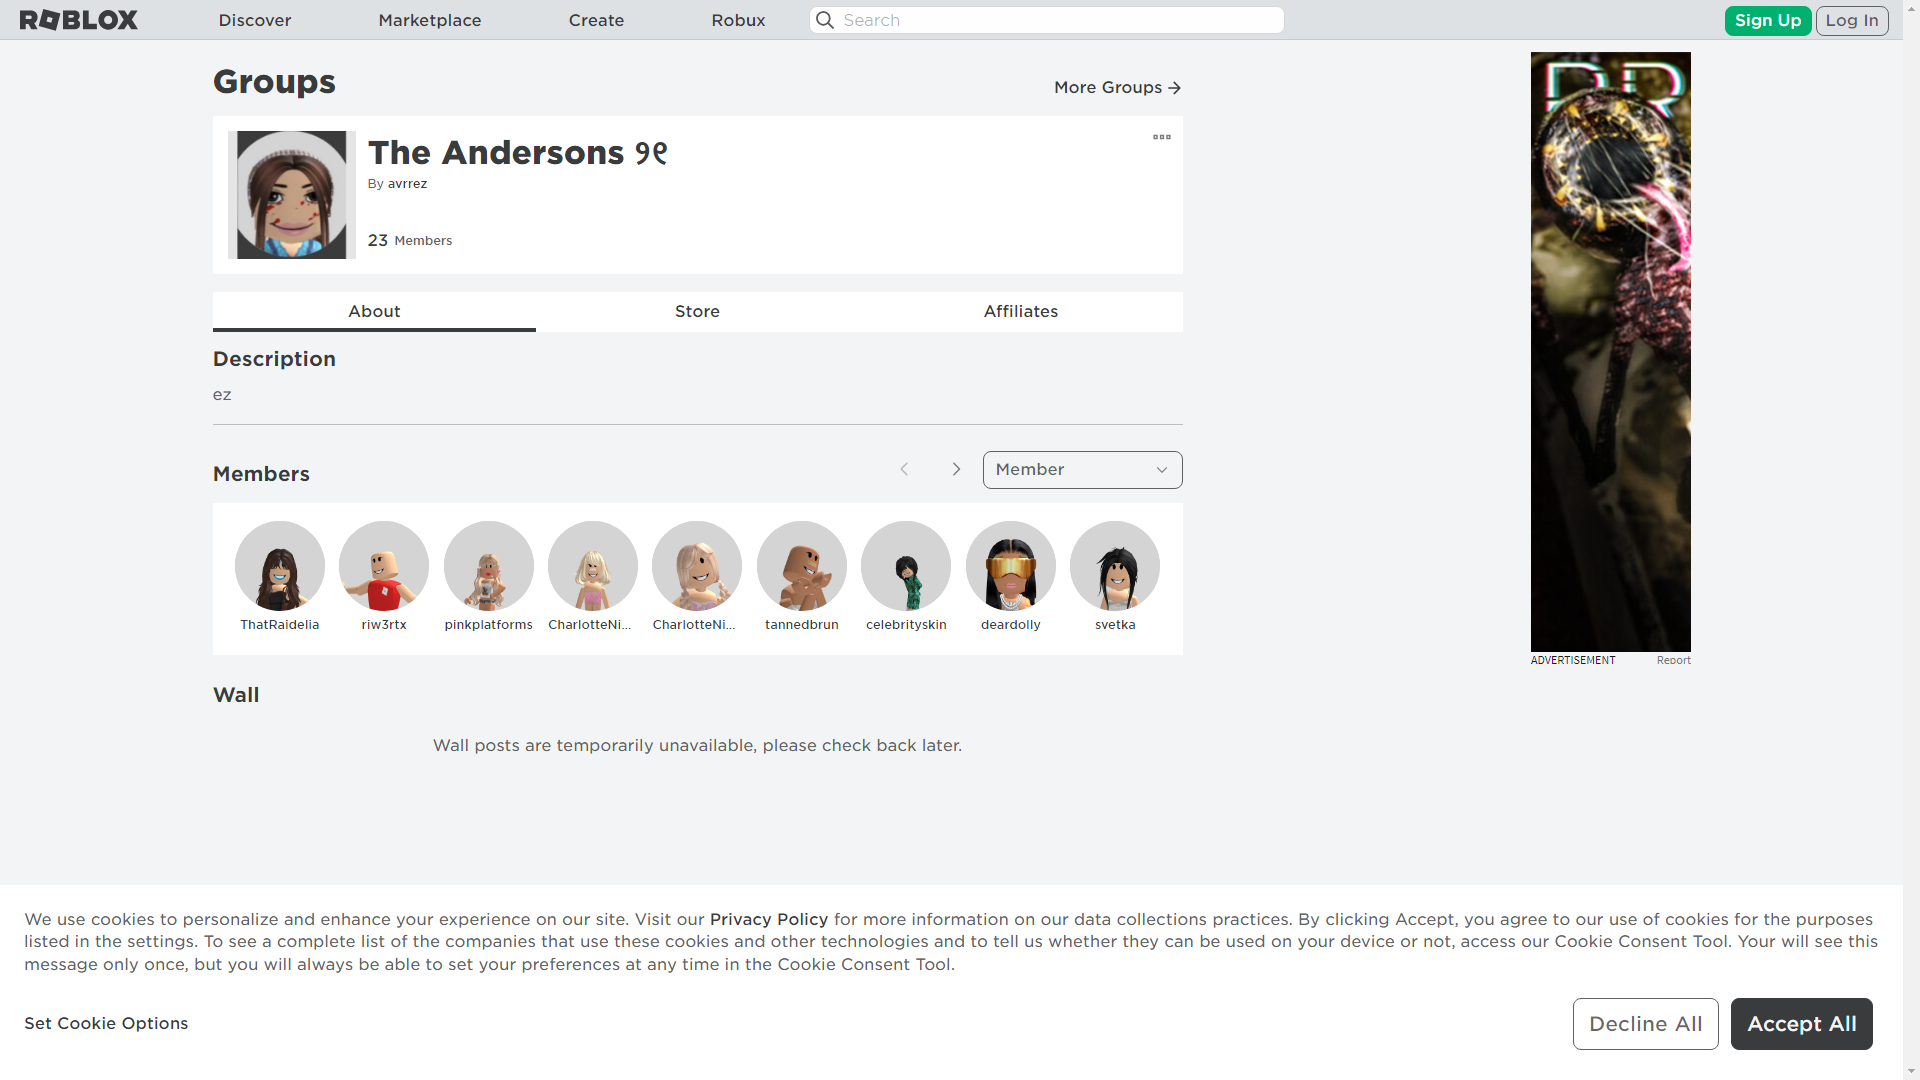 ROBLOX
Discover
Marketplace
Create
Robux
Search
Sign Up
Log In
Groups
More Groups
The Andersons ୨୧
By avrrez
23 Members
About
Store
Affiliates
Description
ez
Members
Member
ThatRaidelia
riw3rtx
pinkplatforms
CharlotteNi...
CharlotteNi...
tannedbrun
celebrityskin
deardolly
svetka
ADVERTISEMENT
Report
Wall
Wall posts are temporarily unavailable, please check back later.
We use cookies to personalize and enhance your experience on our site. Visit our Privacy Policy for more information on our data collections practices. By clicking Accept, you agree to our use of cookies for the purposes
listed in the settings. To see a complete list of the companies that use these cookies and other technologies and to tell us whether they can be used on your device or not, access our Cookie Consent Tool. Your will see this
message only once, but you will always be able to set your preferences at any time in the Cookie Consent Tool.
Set Cookie Options
Decline All
Accept All